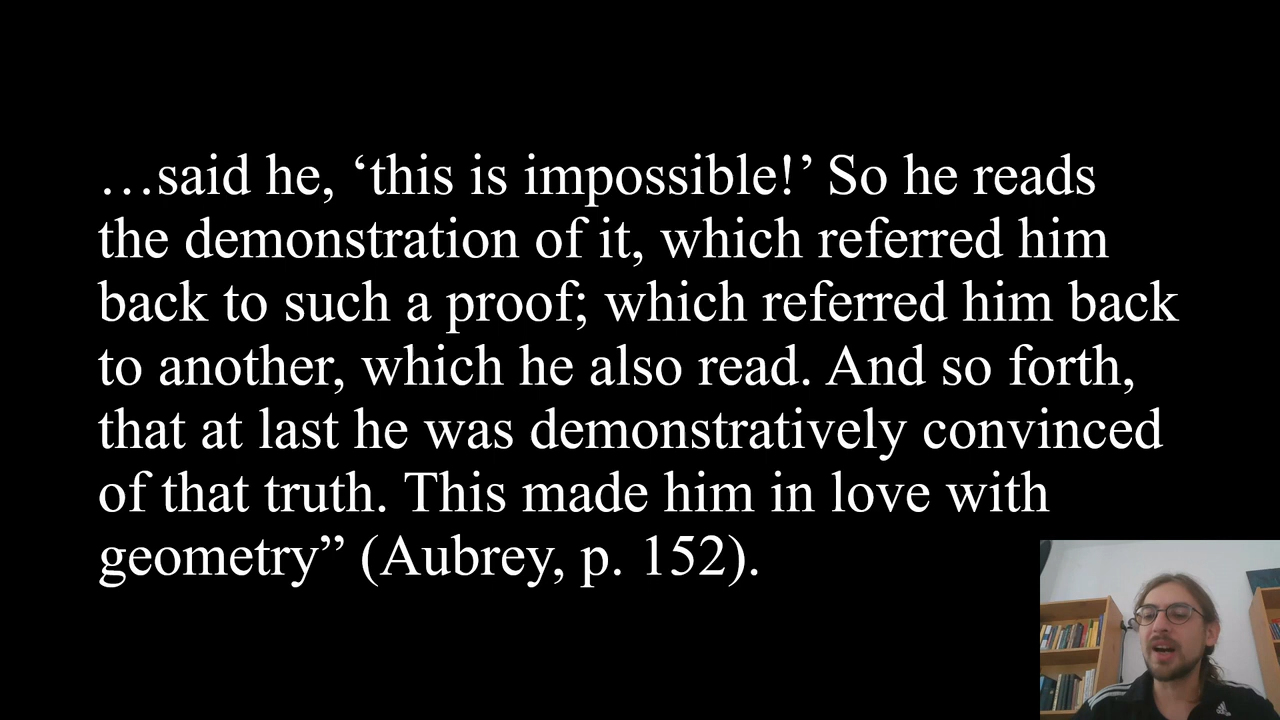 …said he, ‘this is impossible!’ So he reads
the demonstration of it, which referred him
back to such a proof; which referred him back
to another, which he also read. And so forth,
that at last he was demonstratively convinced
of that truth. This made him in love with
geometry” (Aubrey, p. 152).